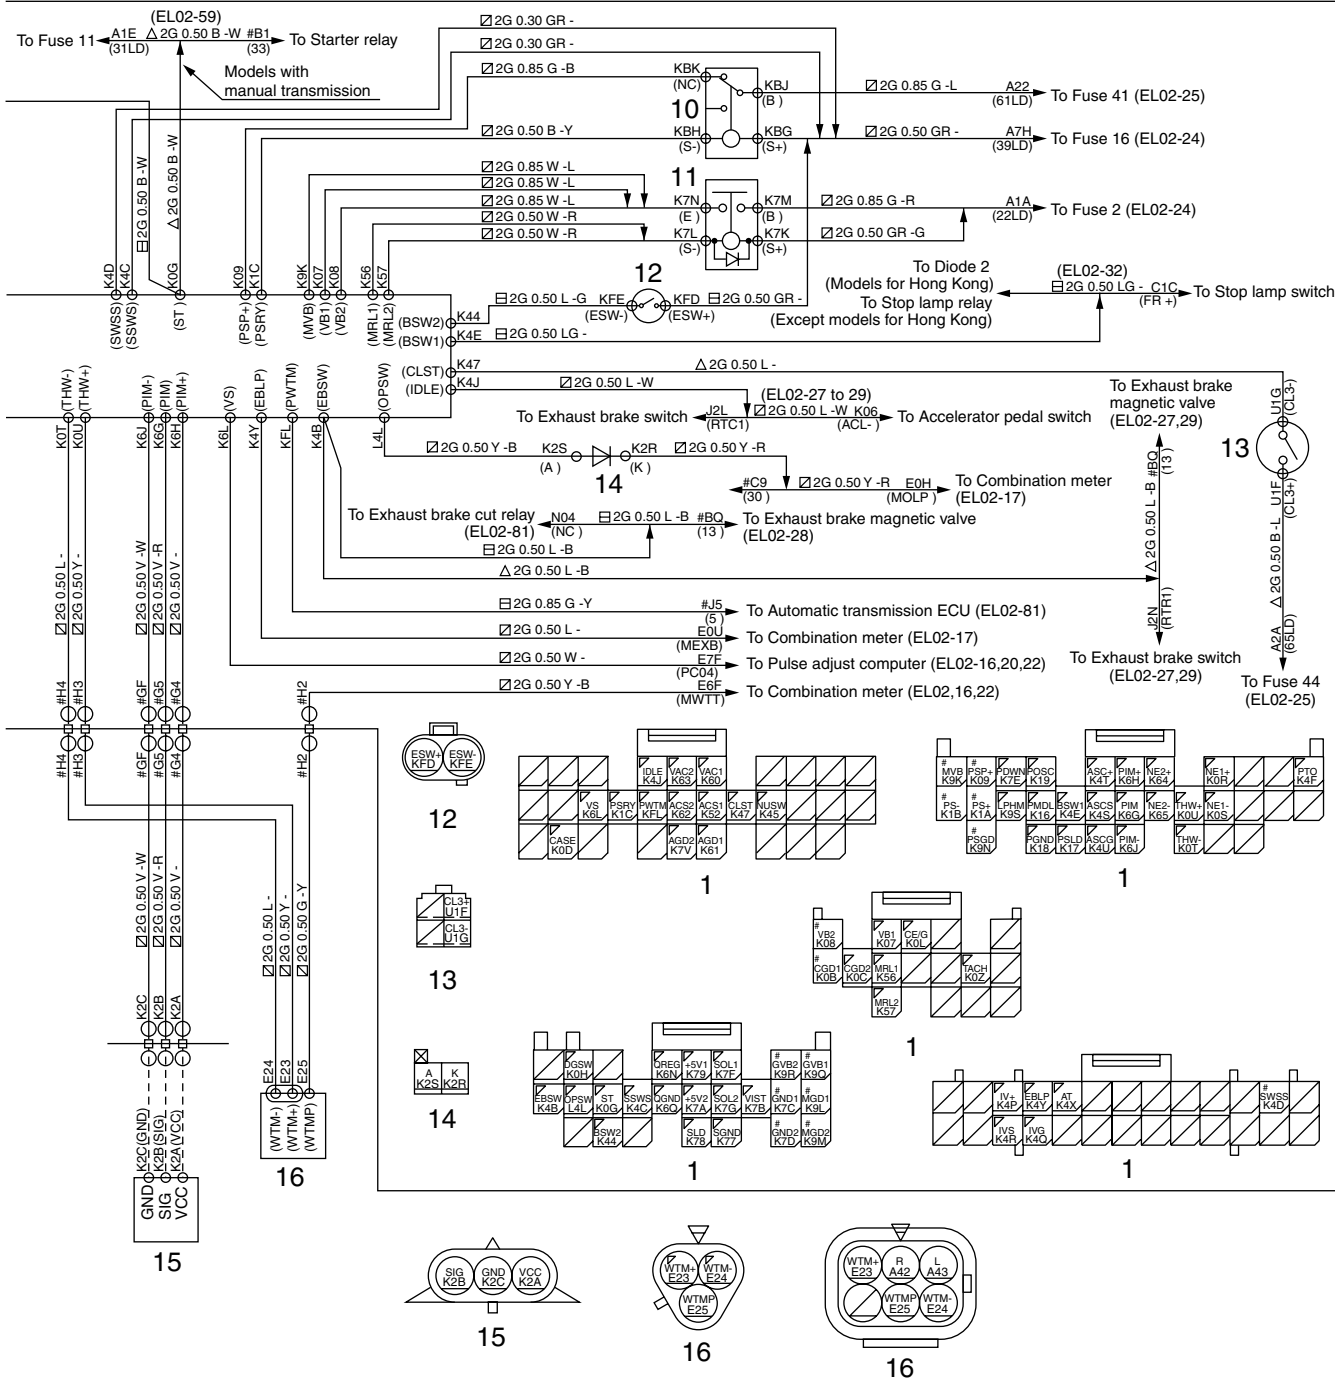 (EL02-59)
To Fuse 11
A1E
(31LD)
2G 0.50 B -W
#B1
(33)
To Starter relay
Models with
manual transmission
2G 0.30 GR -
2G 0.30 GR -
2G 0.85 G -B
KBK
(NC)
10
KBJ
(B )
2G 0.85 G -L
A22
(61LD)
To Fuse 41 (EL02-25)
2G 0.50 B -Y
KBH
(S-)
KBG
(S+)
2G 0.50 GR -
A7H
(39LD)
To Fuse 16 (EL02-24)
2G 0.50 B -W
2G 0.50 B -W
2G 0.85 W -L
2G 0.85 W -L
2G 0.85 W -L
2G 0.50 W -R
2G 0.50 W -R
11
K7N
(E )
K7M
(B )
2G 0.85 G -R
A1A
(22LD)
To Fuse 2 (EL02-24)
K7L
(S-)
K7K
(S+)
2G 0.50 GR -G
K4D
(SWSS)
K4C
(SSWS)
K0G
(ST )
K09
(PSP+)
K1C
(PSRY)
K9K
(MVB)
K07
(VB1)
K08
(VB2)
K56
(MRL1)
K57
(MRL2)
12
To Diode 2
(Models for Hong Kong)
To Stop lamp relay
(Except models for Hong Kong)
(EL02-32)
2G 0.50 LG -
C1C
(FR +)
To Stop lamp switch
(BSW2)
K44
2G 0.50 L -G
KFE
(ESW-)
KFD
(ESW+)
2G 0.50 GR -
(BSW1)
K4E
2G 0.50 LG -
(CLST)
K47
2G 0.50 L -
(IDLE)
K4J
2G 0.50 L -W
K0T
(THW-)
K0U
(THW+)
K6J
(PIM-)
K6G
(PIM)
K6H
(PIM+)
K6L
(VS)
K4Y
(EBLP)
KFL
(PWTM)
K4B
(EBSW)
L4L
(OPSW)
(EL02-27 to 29)
To Exhaust brake switch
J2L
(RTC1)
2G 0.50 L -W
K06
(ACL- )
To Accelerator pedal switch
To Exhaust brake
magnetic valve
(EL02-27,29)
#BQ
(13 )
2G 0.50 L -B
U1G
(CL3-)
13
U1F
(CL3+)
2G 0.50 B -L
2G 0.50 Y -B
K2S
(A )
14
K2R
(K )
2G 0.50 Y -R
#C9
(30 )
2G 0.50 Y -R
E0H
(MOLP )
To Combination meter
(EL02-17)
To Exhaust brake cut relay
(EL02-81)
N04
(NC )
2G 0.50 L -B
#BQ
(13 )
To Exhaust brake magnetic valve
(EL02-28)
2G 0.50 L -B
2G 0.50 L -B
2G 0.85 G -Y
#J5
(5 )
To Automatic transmission ECU (EL02-81)
2G 0.50 L -
E0U
(MEXB)
To Combination meter (EL02-17)
2G 0.50 W -
E7F
(PC04)
To Pulse adjust computer (EL02-16,20,22)
2G 0.50 Y -B
E6F
(MWTT)
To Combination meter (EL02,16,22)
J2N
(RTR1)
To Exhaust brake switch
(EL02-27,29)
A2A
(65LD)
To Fuse 44
(EL02-25)
2G 0.50 L -
2G 0.50 Y -
2G 0.50 V -W
2G 0.50 V -R
2G 0.50 V -
#H4
#H3
#GF
#G5
#G4
#H2
#H4
#H3
#GF
#G5
#G4
#H2
2G 0.50 V -W
2G 0.50 V -R
2G 0.50 V -
2G 0.50 L -
2G 0.50 Y -
2G 0.50 G -Y
K2C
K2B
K2A
K2C(GND)
K2B(SIG)
K2A(VCC)
GND
SIG
VCC
15
E24
(WTM-)
E23
(WTM+)
E25
(WTMP)
16
ESW+
KFD
ESW-
KFE
12
CL3+
U1F
CL3-
U1G
13
A
K2S
K
K2R
14
IDLE
K4J
VAC2
K63
VAC1
K60
VS
K6L
PSRY
K1C
PWTM
KFL
ACS2
K62
ACS1
K52
CLST
K47
NUSW
K45
CASE
K0D
AGD2
K7V
AGD1
K61
1
#
MVB
K9K
#
PSP+
K09
PDWN
K7E
POSC
K19
ASC+
K4T
PIM+
K6H
NE2+
K64
NE1+
K0R
PTO
K4F
#
PS-
K1B
#
PS+
K1A
LPHM
K9S
PMDL
K16
BSW1
K4E
ASCS
K4S
PIM
K6G
NE2-
K65
THW+
K0U
NE1-
K0S
#
PSGD
K9N
PGND
K18
PSLD
K17
ASCG
K4U
PIM-
K6J
THW-
K0T
1
#
VB2
K08
VB1
K07
CE/G
K0L
#
CGD1
K0B
CGD2
K0C
MRL1
K56
TACH
K0Z
MRL2
K57
1
DGSW
K0H
QREG
K6N
+5V1
K79
SOL1
K7F
#
GVB2
K9R
#
GVB1
K9Q
EBSW
K4B
OPSW
L4L
ST
K0G
SSWS
K4C
QGND
K6Q
+5V2
K7A
SOL2
K7G
VIST
K7B
#
GND1
K7C
#
MGD1
K9L
BSW2
K44
SLD
K78
SGND
K77
#
GND2
K7D
#
MGD2
K9M
1
IV+
K4P
EBLP
K4Y
AT
K4X
#
SWSS
K4D
IVS
K4R
IVG
K4Q
1
SIG
K2B
GND
K2C
VCC
K2A
15
WTM+
E23
WTM-
E24
WTMP
E25
16
WTM+
E23
R
A42
L
A43
WTMP
E25
WTM-
E24
16